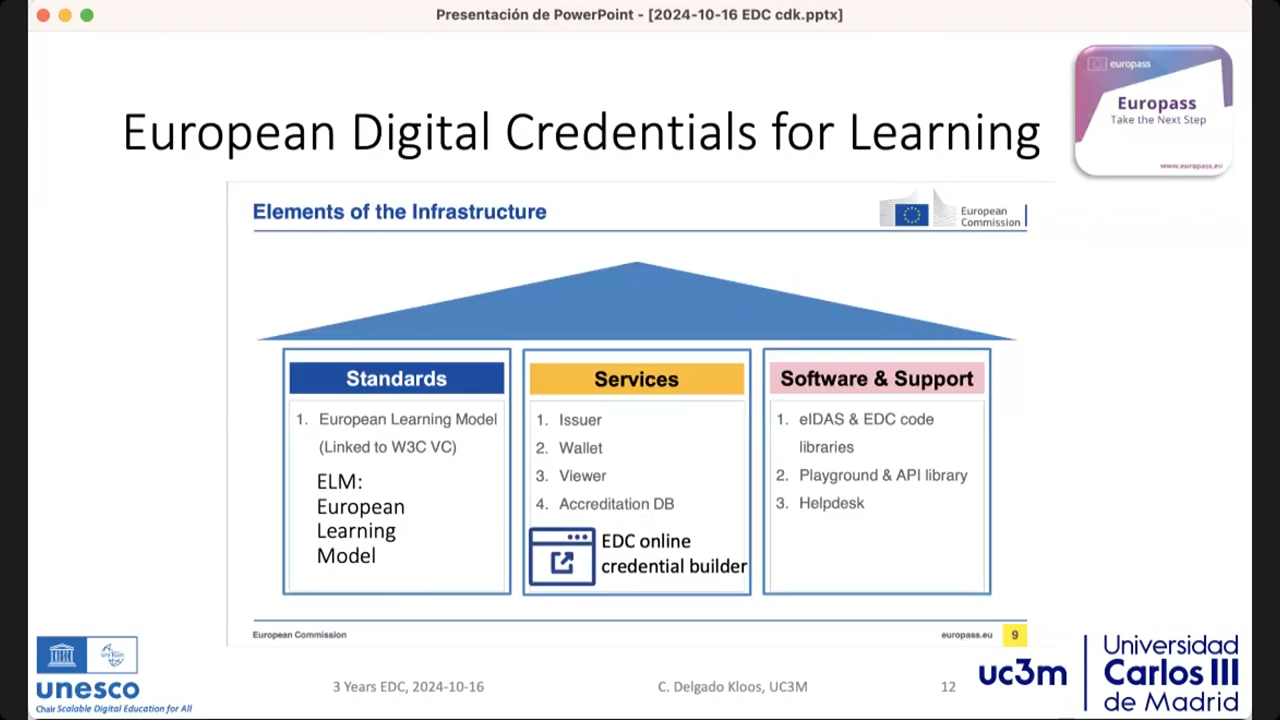 Presentación de PowerPoint - [2024-10-16 EDC cdk.pptx]
europass
Europass
Take the Next Step
www.europass.eu
European Digital Credentials for Learning
Elements of the Infrastructure
European
Commission
Standards
1. European Learning Model
(Linked to W3C VC)
ELM:
European
Learning
Model
Services
1. Issuer
2. Wallet
3. Viewer
4. Accreditation DB
EDC online
credential builder
Software & Support
1. eIDAS & EDC code
libraries
2. Playground & API library
3. Helpdesk
European Commission
europass.eu
9
unesco
Chair Scalable Digital Education for All
3 Years EDC, 2024-10-16
C. Delgado Kloos, UC3M
12
uc3m
Universidad
Carlos III
de Madrid